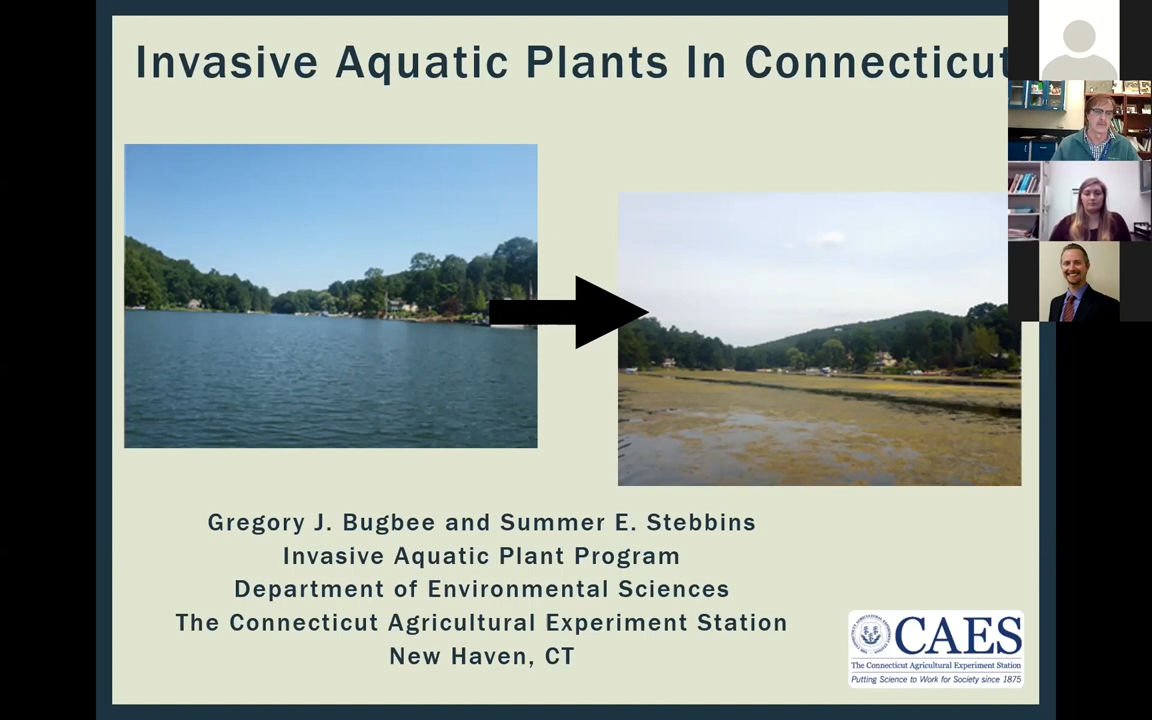 Invasive Aquatic Plants In Connecticut
Gregory J. Bugbee and Summer E. Stebbins
Invasive Aquatic Plant Program
Department of Environmental Sciences
The Connecticut Agricultural Experiment Station
New Haven, CT
CAES
The Connecticut Agricultural Experiment Station
Putting Science to Work for Society since 1875